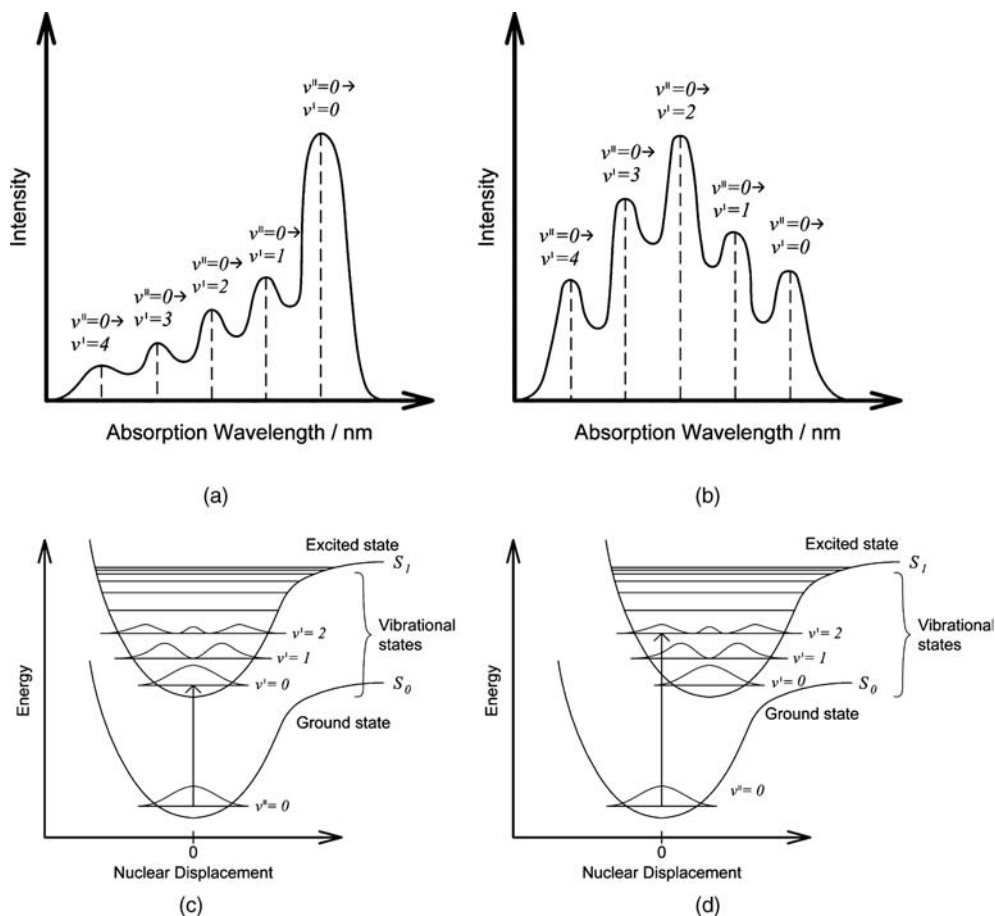 v"=0→
v'=0
v"=0→
v'=1
v"=0→
v'=2
v"=0→
v'=3
v"=0→
v'=4
Intensity
Absorption Wavelength / nm
(a)
v"=0→
v'=2
v"=0→
v'=3
v"=0→
v'=1
v"=0→
v'=0
v"=0→
v'=4
Intensity
Absorption Wavelength / nm
(b)
Excited state
S1
Vibrational
states
v'=2
v'=1
v'=0
S0
Ground state
v"=0
Energy
0
Nuclear Displacement
(c)
Excited state
S1
Vibrational
states
v'=2
v'=1
v'=0
S0
Ground state
v"=0
Energy
0
Nuclear Displacement
(d)